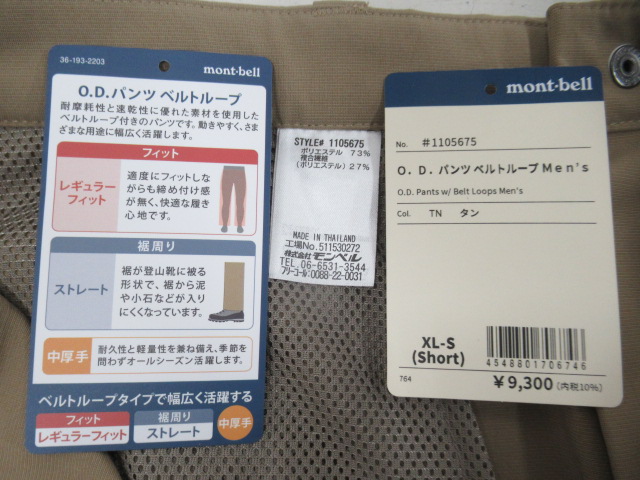 36-193-2203
mont-bell
O.D.パンツ ベルトループ
耐摩耗性と速乾性に優れた素材を使用した
ベルトループ付きのパンツです。動きやすく、さま
ざまな用途に幅広く活躍します。
フィット
レギュラー
フィット
適度にフィットしな
がらも締め付け感
が無く、快適な履き
心地です。
裾周り
ストレート
裾が登山靴に被る
形状で、裾から泥
や小石などが入り
にくくなっています。
中厚手
耐久性と軽量性を兼ね備え、季節を
問わずオールシーズン活躍します。
ベルトループタイプで幅広く活躍する
フィット
レギュラーフィット
裾周り
ストレート
中厚手
STYLE# 1105675
ポリエステル 73%
複合繊維
(ポリエステル)27%
MADE IN THAILAND
工場No.511530272
株式会社モンベル
TEL.06-6531-3544
フリーコール:0088-22-0031
mont-bell
No. #1105675
O.D.パンツ ベルトループ Men's
O.D. Pants w/ Belt Loops Men's
Col. TN タン
XL-S
(Short)
4548801706746
764
¥9,300 (内税10%)